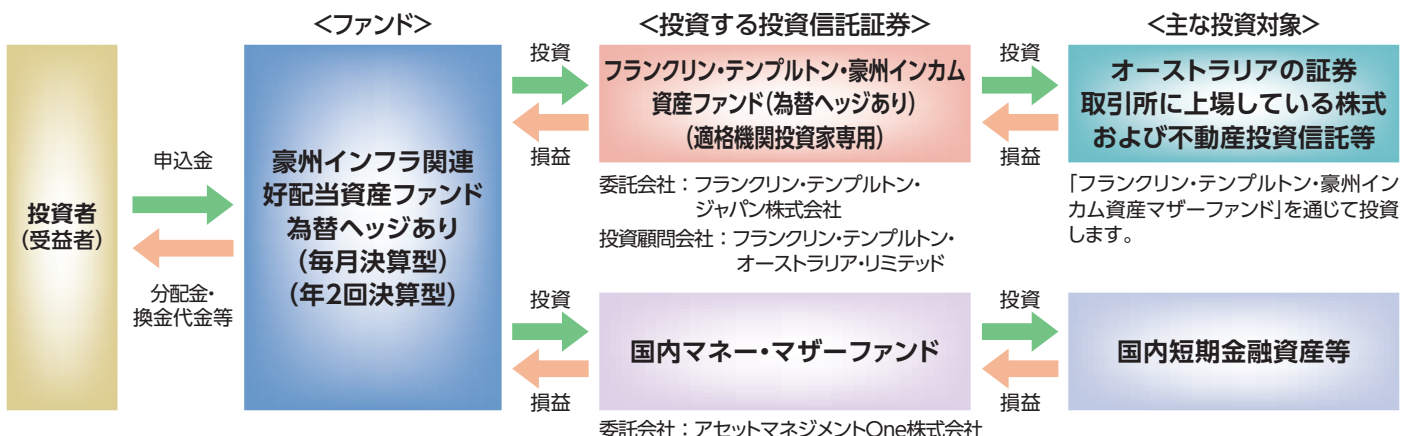 <ファンド>
<投資する投資信託証券>
<主な投資対象>
投資者
(受益者)
申込金
分配金・
換金代金等
豪州インフラ関連
好配当資産ファンド
為替ヘッジあり
(毎月決算型)
(年2回決算型)
投資
損益
フランクリン・テンプルトン・豪州インカム
資産ファンド(為替ヘッジあり)
(適格機関投資家専用)
投資
損益
オーストラリアの証券
取引所に上場している株式
および不動産投資信託等
委託会社:フランクリン・テンプルトン・
ジャパン株式会社
投資顧問会社:フランクリン・テンプルトン・
オーストラリア・リミテッド
「フランクリン・テンプルトン・豪州イン
カム資産マザーファンド」を通じて投資
します。
投資
損益
国内マネー・マザーファンド
投資
損益
国内短期金融資産等
委託会社:アセットマネジメントOne株式会社